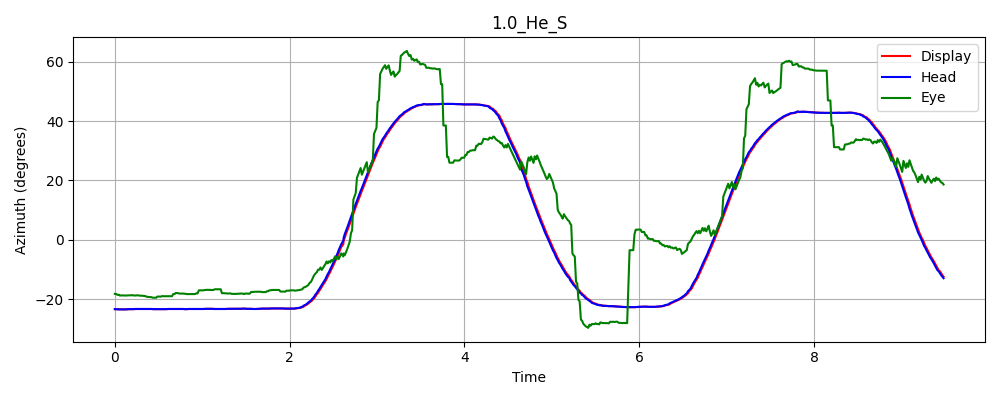 1.0_He_S
Display
Head
Eye
60
40
20
0
−20
Azimuth (degrees)
0 2 4 6 8
Time